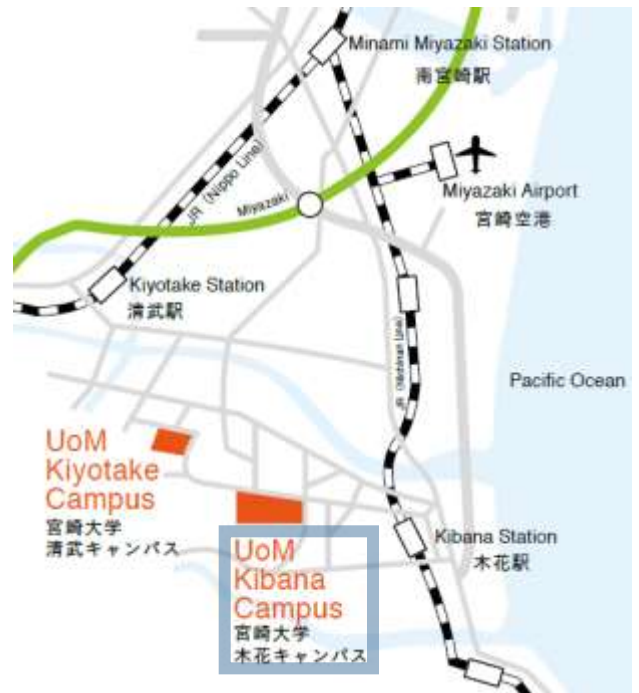 Minami Miyazaki Station
南宮崎駅
JR (Nippo Line)
Miyazaki
Miyazaki Airport
宮崎空港
Kiyotake Station
清武駅
JR (Nichinan Line)
Pacific Ocean
UoM
Kiyotake
Campus
宮崎大学
清武キャンパス
Kibana Station
木花駅
UoM
Kibana
Campus
宮崎大学
木花キャンパス